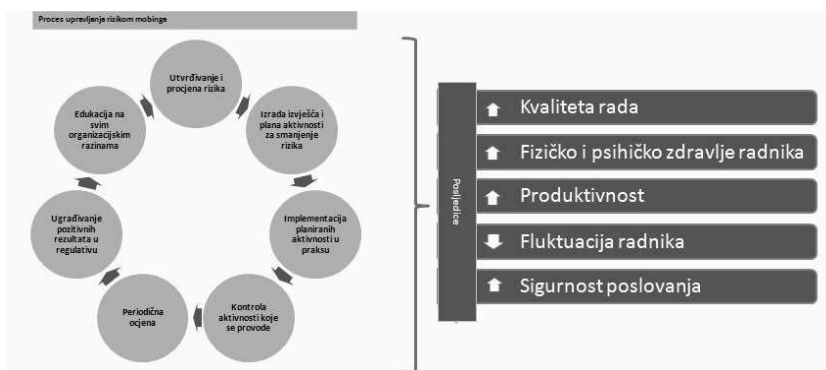 Proces upravljanja rizikom mobinga
Utvrđivanje i
procjena rizika
Izrada izvješća i
plana aktivnosti
za smanjenje
rizika
Implementacija
planiranih
aktivnosti u
praksu
Kontrola
aktivnosti koje
se provode
Periodična
ocjena
Ugrađivanje
pozitivnih
rezultata u
regulativu
Edukacija na
svim
organizacijskim
razinama
Posljedice
Kvaliteta rada
Fizičko i psihičko zdravlje radnika
Produktivnost
Fluktuacija radnika
Sigurnost poslovanja